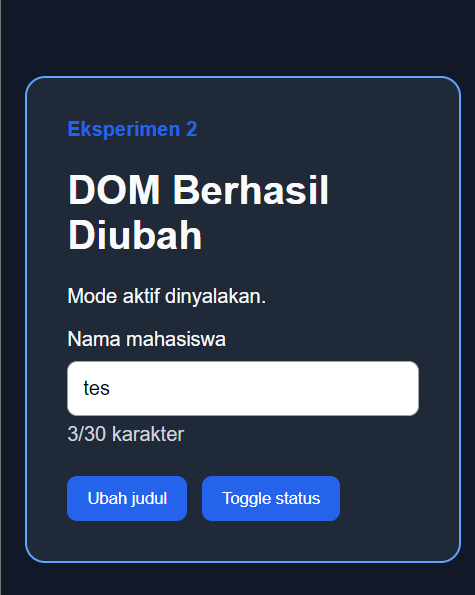 Eksperimen 2
DOM Berhasil
Diubah
Mode aktif dinyalakan.
Nama mahasiswa
tes
3/30 karakter
Ubah judul
Toggle status